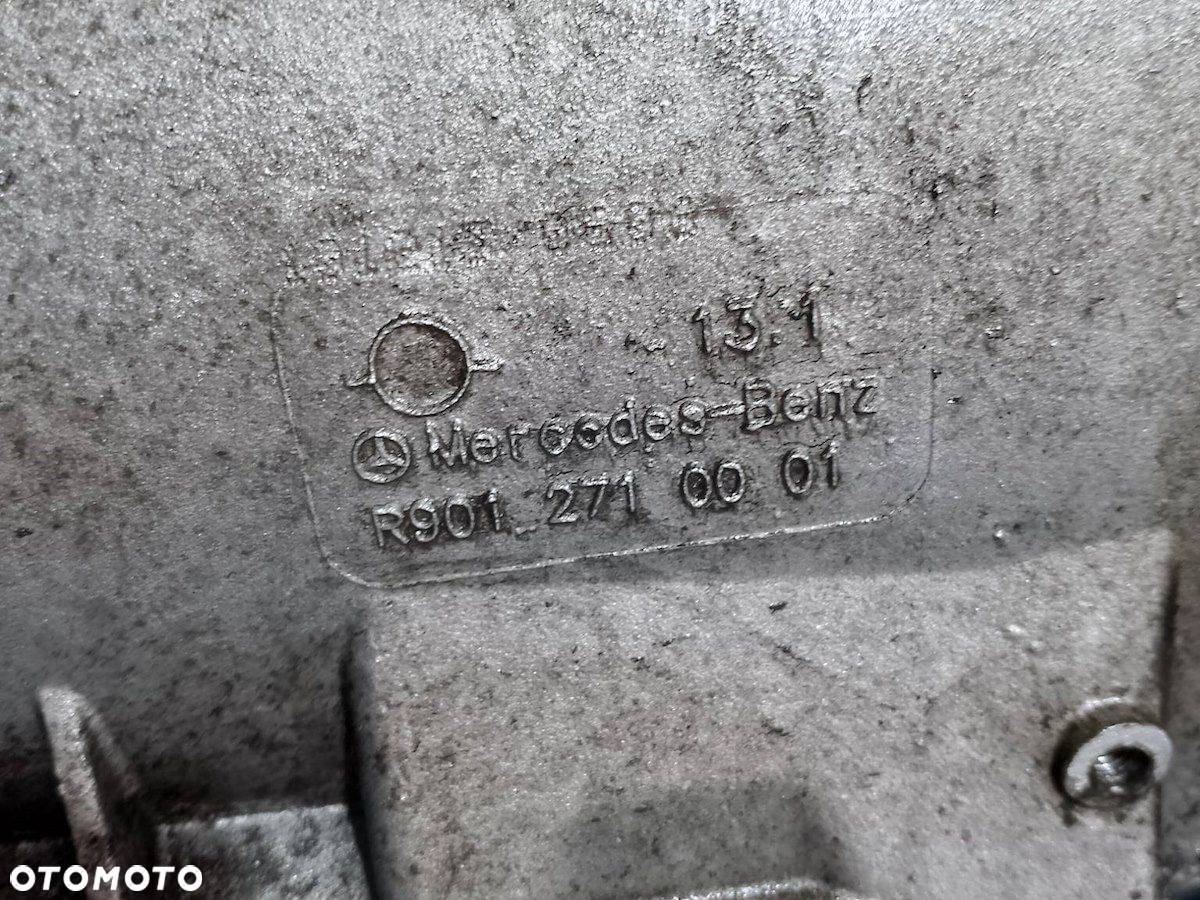 13.1
Mercedes-Benz
R901 271 00 01
OTOMOTO